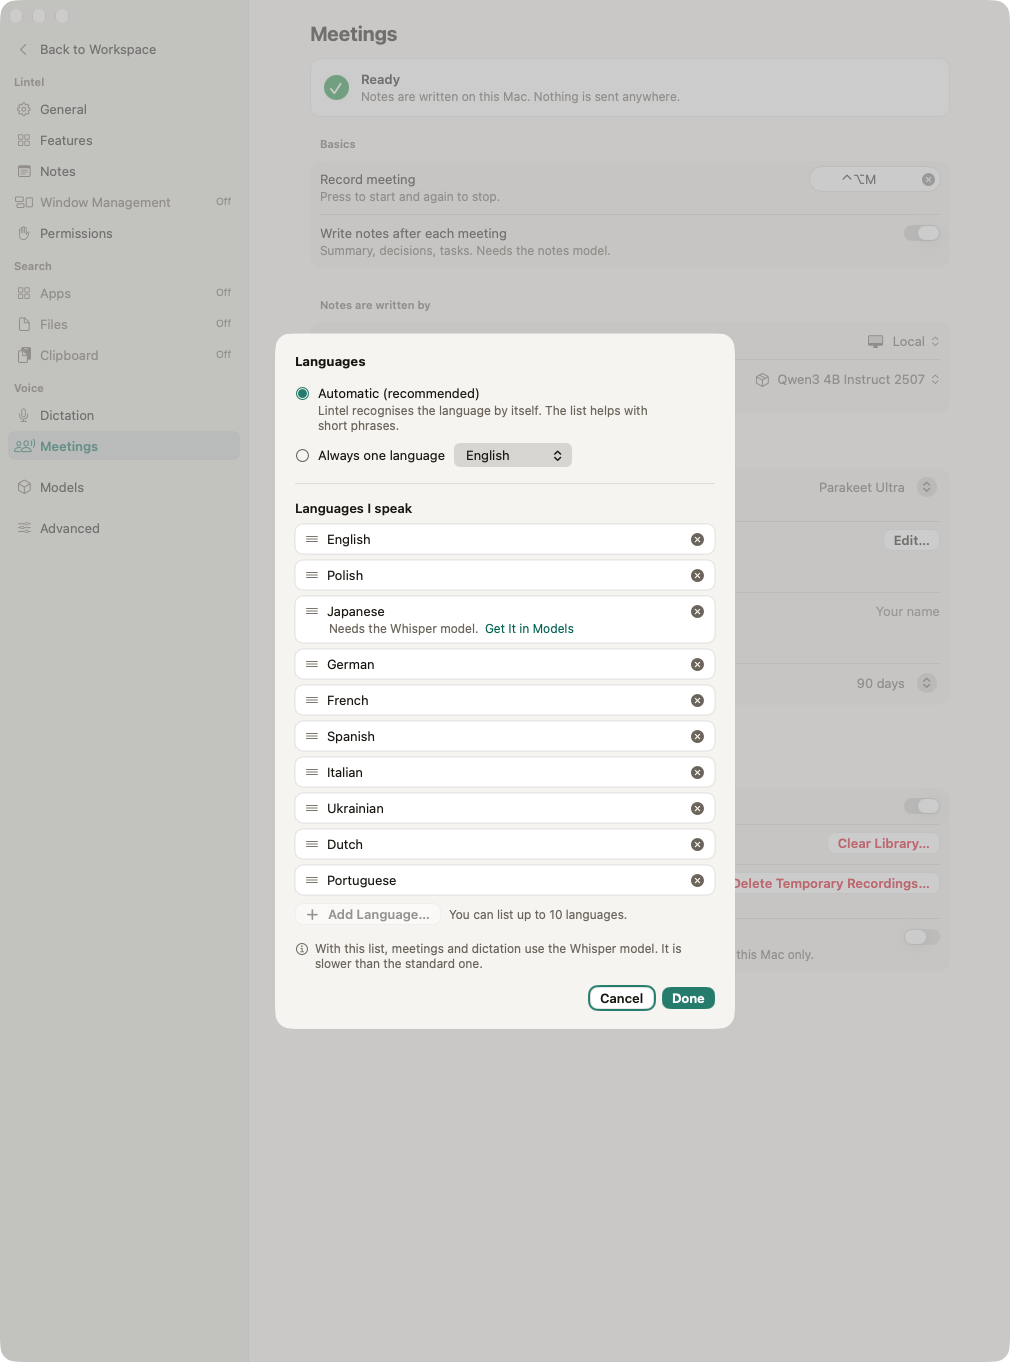 Back to Workspace
Lintel
General
Features
Notes
Window Management Off
Permissions
Search
Apps Off
Files Off
Clipboard Off
Voice
Dictation
Meetings
Models
Advanced
Meetings
Ready
Notes are written on this Mac. Nothing is sent anywhere.
Basics
Record meeting ^⌥M
Press to start and again to stop.
Write notes after each meeting
Summary, decisions, tasks. Needs the notes model.
Notes are written by
Local
Qwen3 4B Instruct 2507
Parakeet Ultra
Edit...
Your name
90 days
Clear Library...
Delete Temporary Recordings...
this Mac only.
Languages
Automatic (recommended)
Lintel recognises the language by itself. The list helps with
short phrases.
Always one language English
Languages I speak
English
Polish
Japanese
Needs the Whisper model. Get It in Models
German
French
Spanish
Italian
Ukrainian
Dutch
Portuguese
Add Language... You can list up to 10 languages.
With this list, meetings and dictation use the Whisper model. It is
slower than the standard one.
Cancel Done